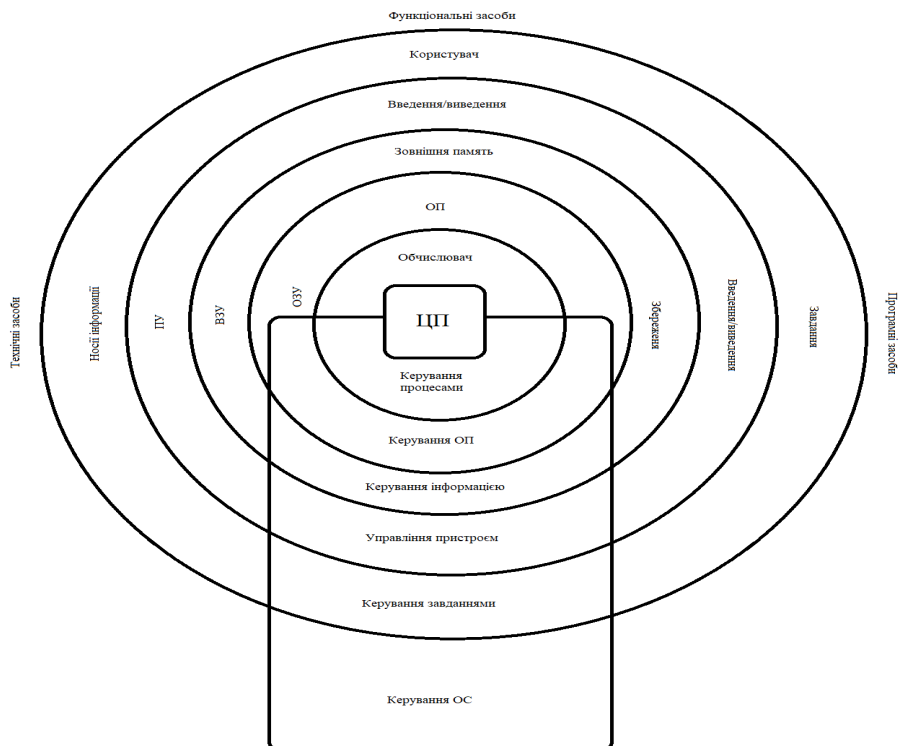 Функціональні засоби
Користувач
Введення/виведення
Зовнішня память
ОП
Обчислювач
Технічні засоби
Носії інформації
ПУ
ВЗУ
ОЗУ
ЦП
Збереженя
Введення/виведення
Завдання
Програмні засоби
Керування
процесами
Керування ОП
Керування інформацією
Управління пристроєм
Керування завданнями
Керування ОС